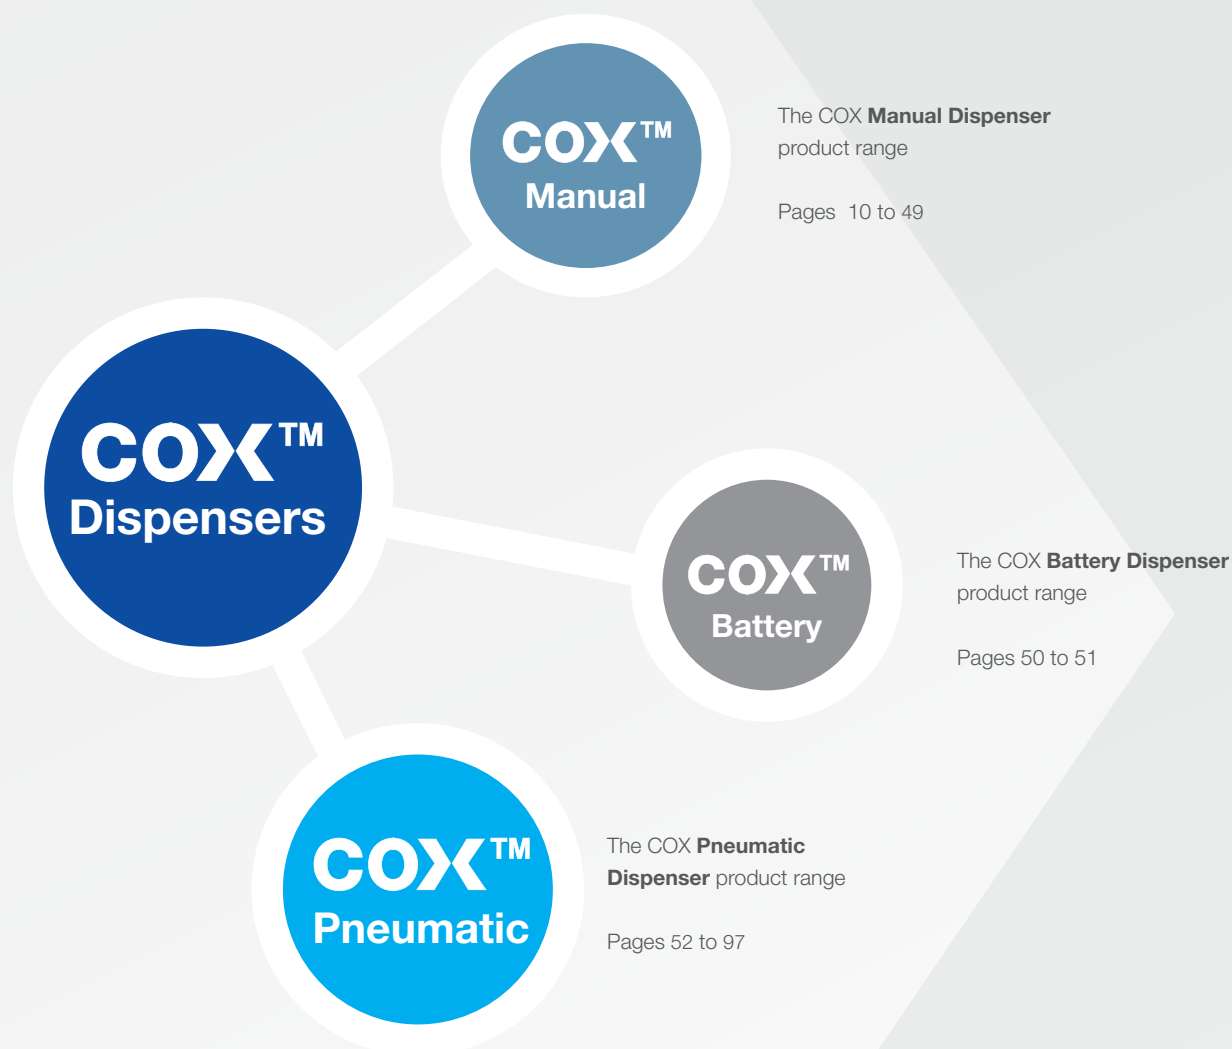 COX™
Manual
The COX Manual Dispenser
product range
Pages 10 to 49
COX™
Dispensers
COX™
Battery
The COX Battery Dispenser
product range
Pages 50 to 51
COX™
Pneumatic
The COX Pneumatic
Dispenser product range
Pages 52 to 97